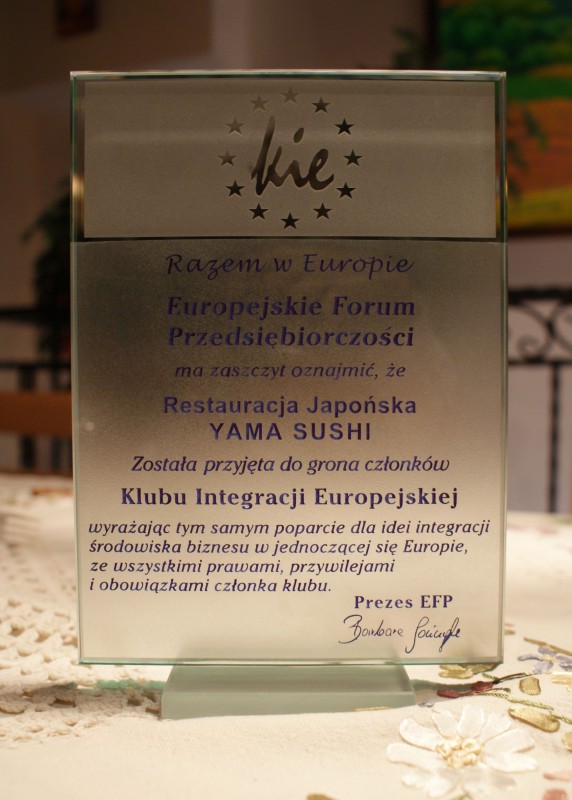 kie
Razem w Europie
Europejskie Forum
Przedsiębiorczości
ma zaszczyt oznajmić, że
Restauracja Japońska
YAMA SUSHI
Została przyjęta do grona członków
Klubu Integracji Europejskiej
wyrażając tym samym poparcie dla idei integracji
środowiska biznesu w jednoczącej się Europie,
ze wszystkimi prawami, przywilejami
i obowiązkami członka klubu.
Prezes EFP
Barbara